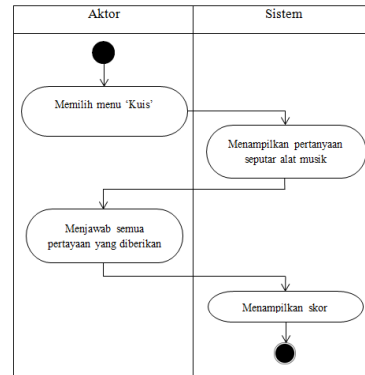 Aktor
Sistem
Memilih menu ‘Kuis’
Menampilkan pertanyaan
seputar alat musik
Menjawab semua
pertayaan yang diberikan
Menampilkan skor